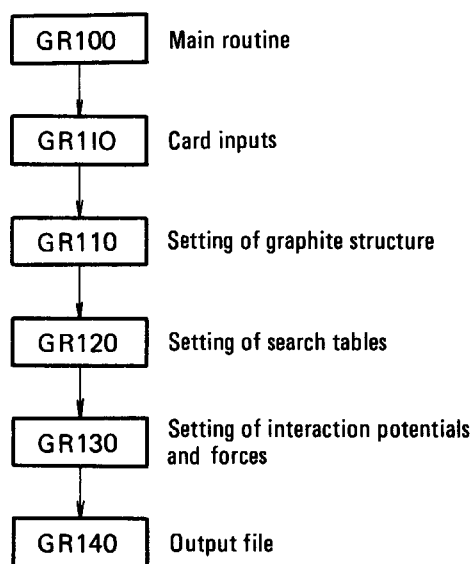 GR100 Main routine
GR1IO Card inputs
GR110 Setting of graphite structure
GR120 Setting of search tables
GR130 Setting of interaction potentials
and forces
GR140 Output file